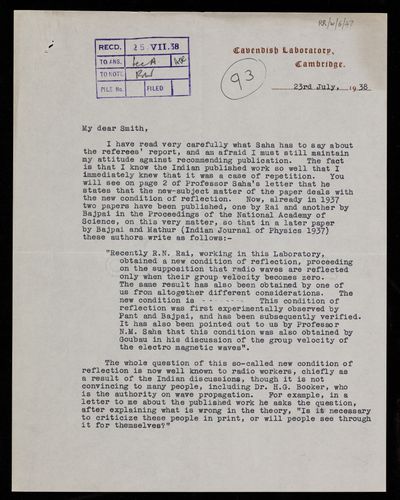 RR/W/6/47
RECD. 25.VII.38
TO ANS.
TO NOTE.
FILE No. FILED
93
Cavendish Laboratory,
Cambridge.
23rd July, 1938
My dear Smith,
I have read very carefully what Saha has to say about
the referees' report, and am afraid I must still maintain
my attitude against recommending publication. The fact
is that I know the Indian published work so well that I
immediately knew that it was a case of repetition. You
will see on page 2 of Professor Saha's letter that he
states that the new-subject matter of the paper deals with
the new condition of reflection. Now, already in 1937
two papers have been published, one by Rai and another by
Bajpai in the Proceedings of the National Academy of
Science, on this very matter, so that in a later paper
by Bajpai and Mathur (Indian Journal of Physics 1937)
these authors write as follows:-
"Recently R.N. Rai, working in this Laboratory,
obtained a new condition of reflection, proceeding
on the supposition that radio waves are reflected
only when their group velocity becomes zero.
The same result has also been obtained by one of
us from altogether different considerations. The
new condition is - - - - - - - This condition of
reflection was first experimentally observed by
Pant and Bajpai, and has been subsequently verified.
It has also been pointed out to us by Professor
N.M. Saha that this condition was also obtained by
Goubau in his discussion of the group velocity of
the electro magnetic waves".
The whole question of this so-called new condition of
reflection is now well known to radio workers, chiefly as
a result of the Indian discussions, though it is not
convincing to many people, including Dr. H.G. Booker, who
is the authority on wave propagation. For example, in a
letter to me about the published work he asks the question,
after explaining what is wrong in the theory, "Is it necessary
to criticize these people in print, or will people see through
it for themselves?"